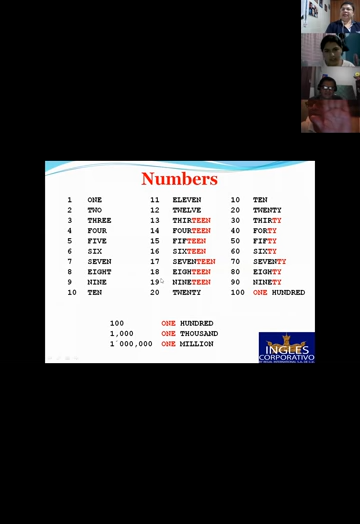 Numbers
1 ONE 11 ELEVEN 10 TEN
2 TWO 12 TWELVE 20 TWENTY
3 THREE 13 THIRTEEN 30 THIRTY
4 FOUR 14 FOURTEEN 40 FORTY
5 FIVE 15 FIFTEEN 50 FIFTY
6 SIX 16 SIXTEEN 60 SIXTY
7 SEVEN 17 SEVENTEEN 70 SEVENTY
8 EIGHT 18 EIGHTEEN 80 EIGHTY
9 NINE 19 NINETEEN 90 NINETY
10 TEN 20 TWENTY 100 ONE HUNDRED
100 ONE HUNDRED
1,000 ONE THOUSAND
1´000,000 ONE MILLION
INGLES
CORPORATIVO